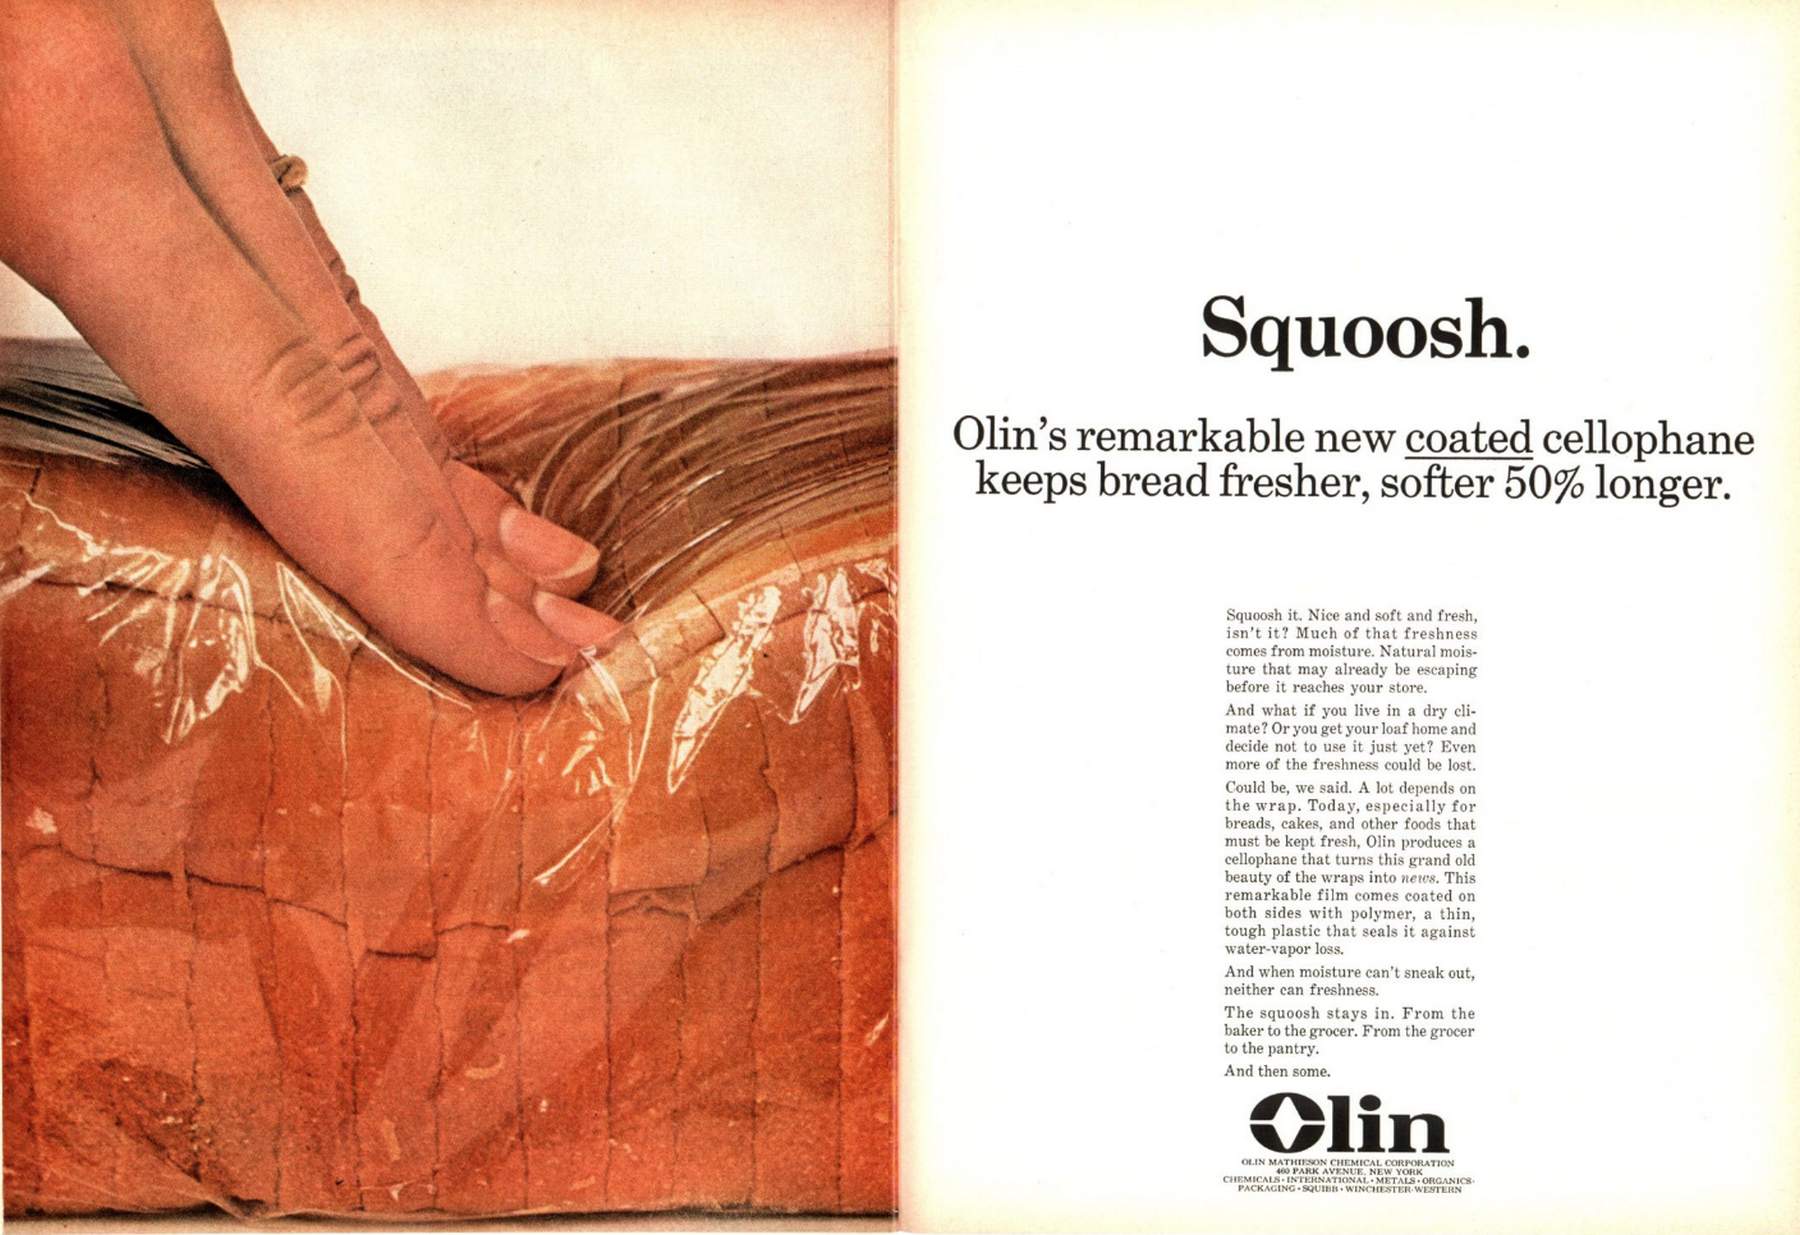 Squoosh.
Olin's remarkable new coated cellophane
keeps bread fresher, softer 50% longer.
Squoosh it. Nice and soft and fresh,
isn't it? Much of that freshness
comes from moisture. Natural mois-
ture that may already be escaping
before it reaches your store.
And what if you live in a dry cli-
mate? Or you get your loaf home and
decide not to use it just yet? Even
more of the freshness could be lost.
Could be, we said. A lot depends on
the wrap. Today, especially for
breads, cakes, and other foods that
must be kept fresh, Olin produces a
cellophane that turns this grand old
beauty of the wraps into news. This
remarkable film comes coated on
both sides with polymer, a thin,
tough plastic that seals it against
water-vapor loss.
And when moisture can't sneak out,
neither can freshness.
The squoosh stays in. From the
baker to the grocer. From the grocer
to the pantry.
And then some.
Olin
OLIN MATHIESON CHEMICAL CORPORATION
460 PARK AVENUE, NEW YORK
CHEMICALS • INTERNATIONAL • METALS • ORGANICS •
PACKAGING • SQUIBB • WINCHESTER-WESTERN